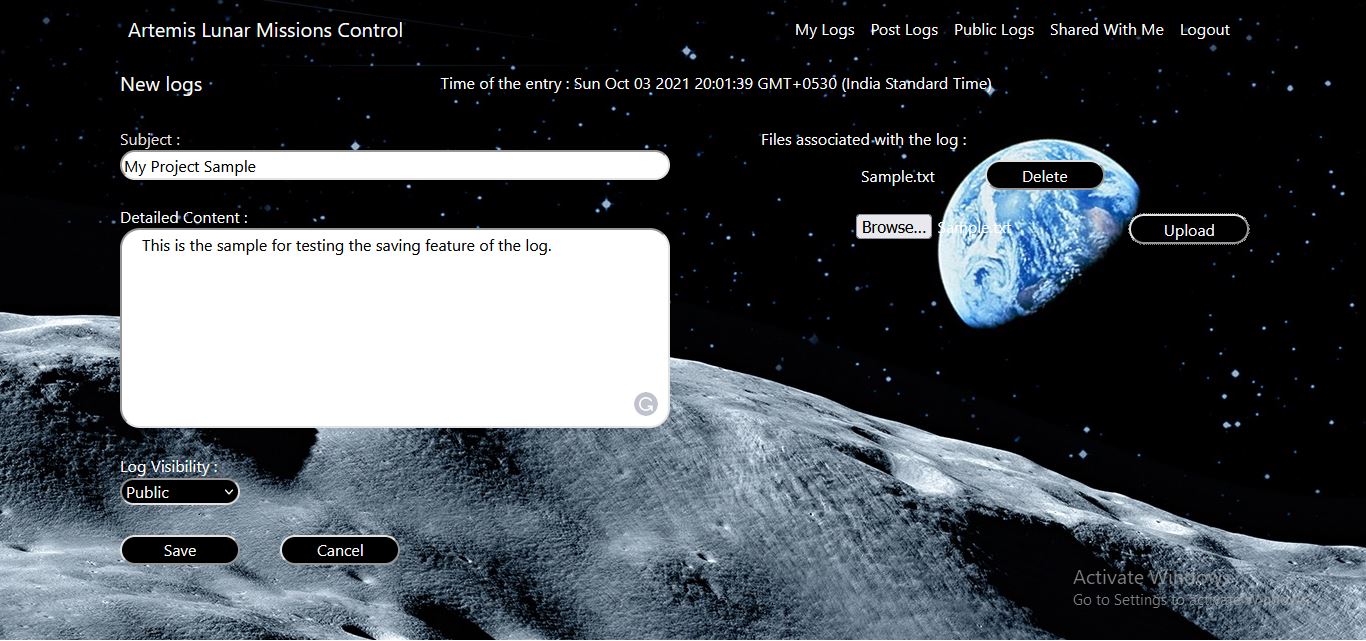 Artemis Lunar Missions Control
My Logs Post Logs Public Logs Shared With Me Logout
New logs
Time of the entry : Sun Oct 03 2021 20:01:39 GMT+0530 (India Standard Time)
Subject :
My Project Sample
Detailed Content :
This is the sample for testing the saving feature of the log.
Log Visibility :
Public
Save Cancel
Files associated with the log :
Sample.txt Delete
Browse... Sample.txt Upload
Activate Windows
Go to Settings to activate Windows.